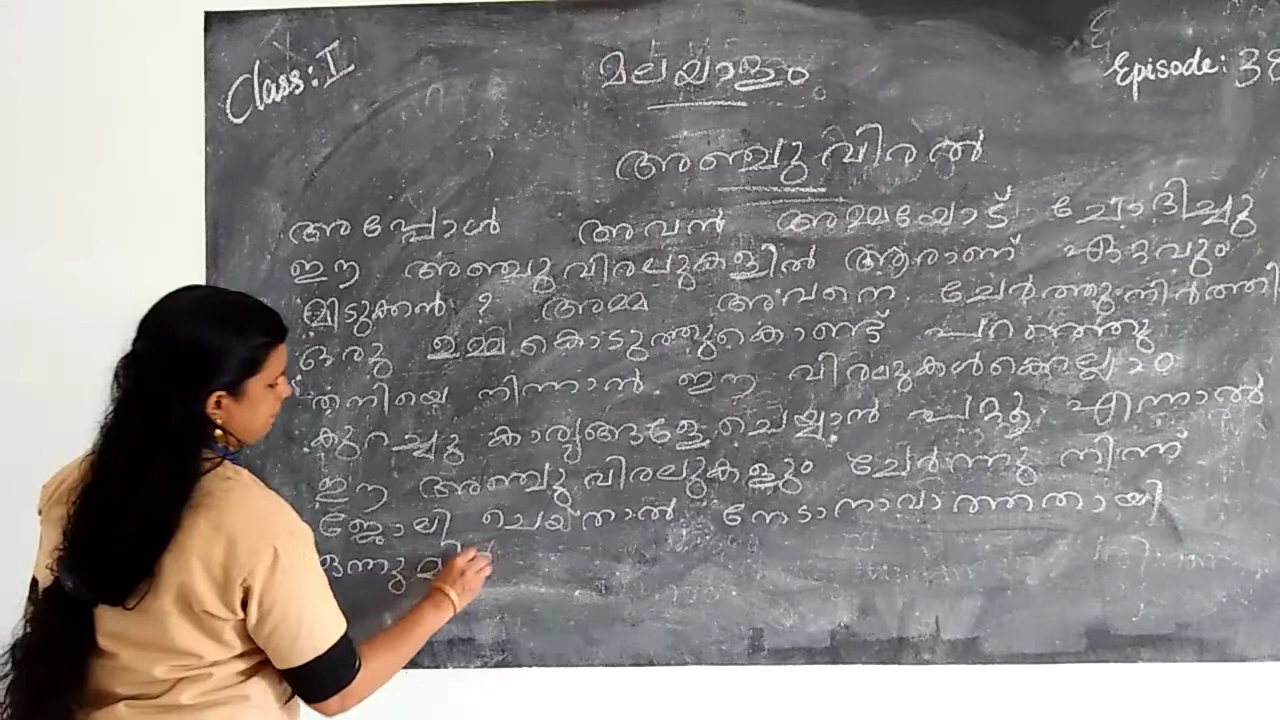 Class: I
മലയാളം
Episode: 38
അഞ്ചുവിരൽ
അപ്പോൾ അവൻ അമ്മയോട് ചോദിച്ചു
ഈ അഞ്ചുവിരലുകളിൽ ആരാണ് ഏറ്റവും
മിടുക്കൻ? അമ്മ അവനെ ചേർത്തുനിർത്തി
ഒരു ഉമ്മ കൊടുത്തുകൊണ്ട് പറഞ്ഞു
തനിയെ നിന്നാൽ ഈ വിരലുകൾക്കെല്ലാം
കുറച്ചു കാര്യങ്ങളേ ചെയ്യാൻ പറ്റൂ എന്നാൽ
ഈ അഞ്ചു വിരലുകളും ചേർന്നു നിന്ന്
ജോലി ചെയ്താൽ നേടാനാവാത്തതായി
ഒന്നുമ